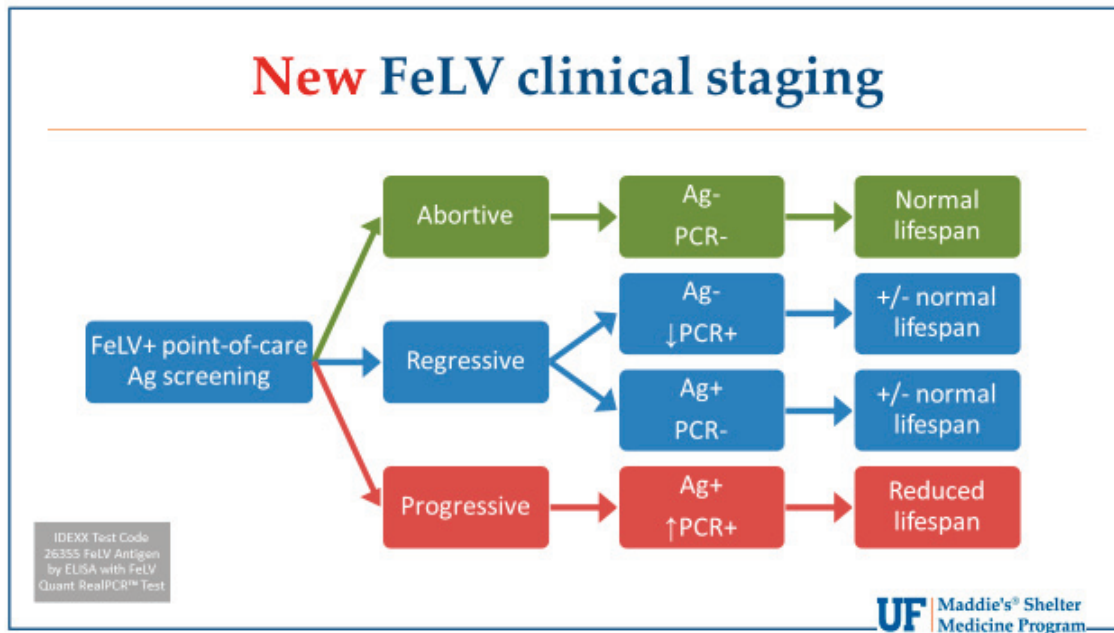 New FeLV clinical staging
Abortive
Ag-
PCR-
Normal
lifespan
FeLV+ point-of-care
Ag screening
Regressive
Ag-
↓PCR+
+/- normal
lifespan
Ag+
PCR-
+/- normal
lifespan
Progressive
Ag+
↑PCR+
Reduced
lifespan
IDEXX Test Code
26355 FeLV Antigen
by ELISA with FeLV
Quant RealPCR™ Test
UF Maddie's® Shelter
Medicine Program